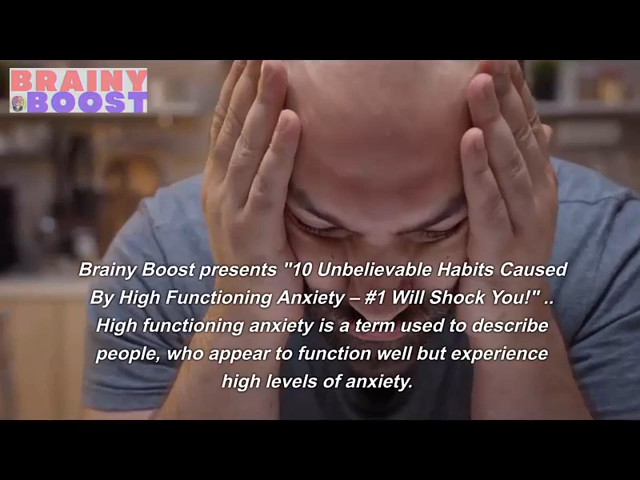 BRAINY
BOOST
Brainy Boost presents "10 Unbelievable Habits Caused
By High Functioning Anxiety – #1 Will Shock You!" ..
High functioning anxiety is a term used to describe
people, who appear to function well but experience
high levels of anxiety.